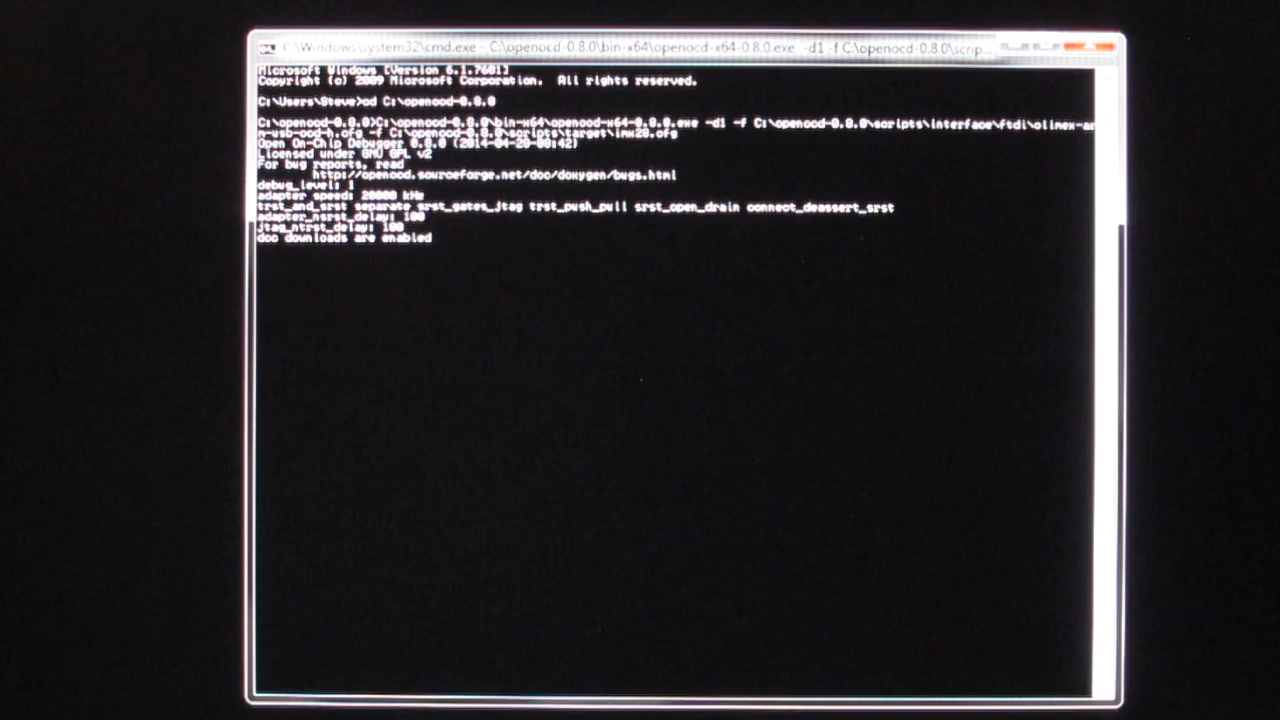 C:\Windows\system32\cmd.exe - C:\openocd-0.8.0\bin-x64\openocd-x64-0.8.0.exe -d1 -f C:\openocd-0.8.0\scrip...
Microsoft Windows [Version 6.1.7601]
Copyright (c) 2009 Microsoft Corporation.  All rights reserved.
C:\Users\Steve>cd C:\openocd-0.8.0
C:\openocd-0.8.0>C:\openocd-0.8.0\bin-x64\openocd-x64-0.8.0.exe -d1 -f C:\openocd-0.8.0\scripts\interface\ftdi\olimex-ar
m-usb-ocd-h.cfg -f C:\openocd-0.8.0\scripts\target\imx28.cfg
Open On-Chip Debugger 0.8.0 (2014-04-28-08:42)
Licensed under GNU GPL v2
For bug reports, read
http://openocd.sourceforge.net/doc/doxygen/bugs.html
debug_level: 1
adapter speed: 20000 kHz
trst_and_srst separate srst_gates_jtag trst_push_pull srst_open_drain connect_deassert_srst
adapter_nsrst_delay: 100
jtag_ntrst_delay: 100
dcc downloads are enabled